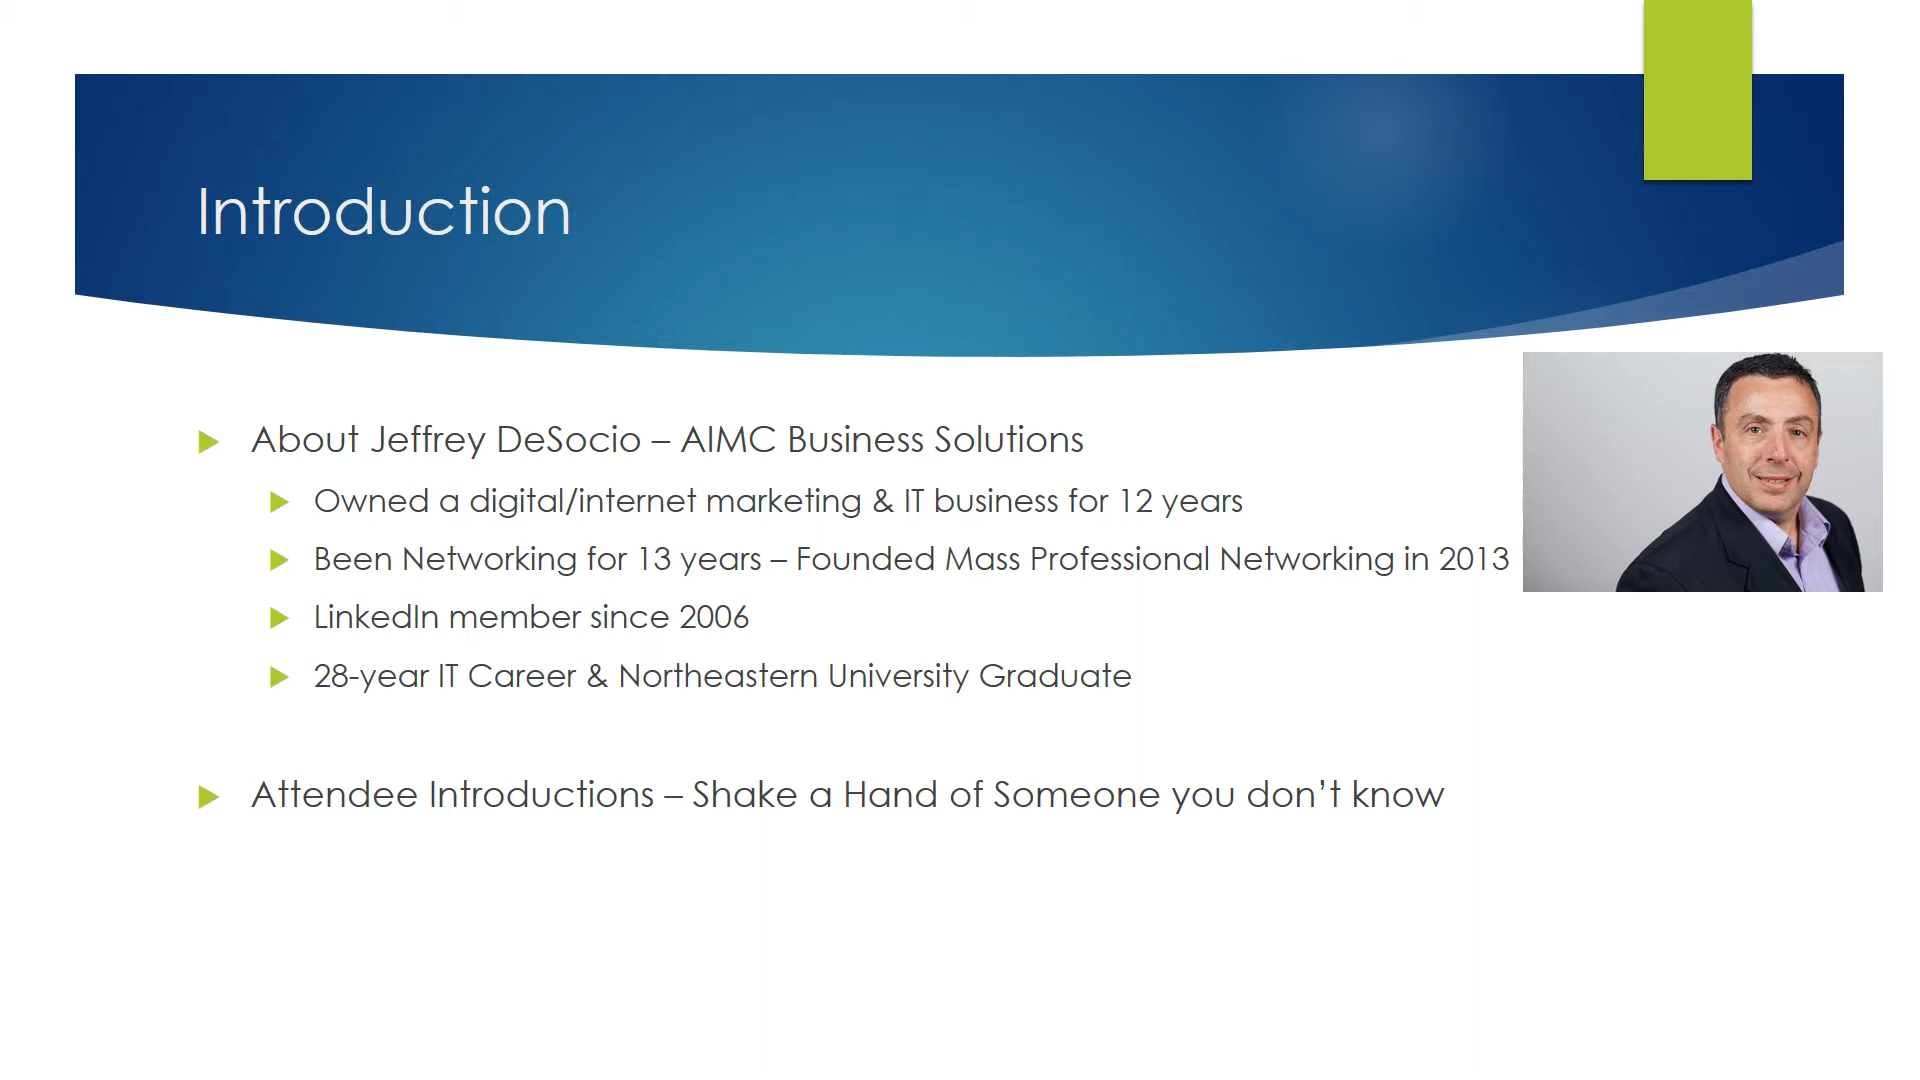 Introduction
About Jeffrey DeSocio – AIMC Business Solutions
Owned a digital/internet marketing & IT business for 12 years
Been Networking for 13 years – Founded Mass Professional Networking in 2013
LinkedIn member since 2006
28-year IT Career & Northeastern University Graduate
Attendee Introductions – Shake a Hand of Someone you don’t know